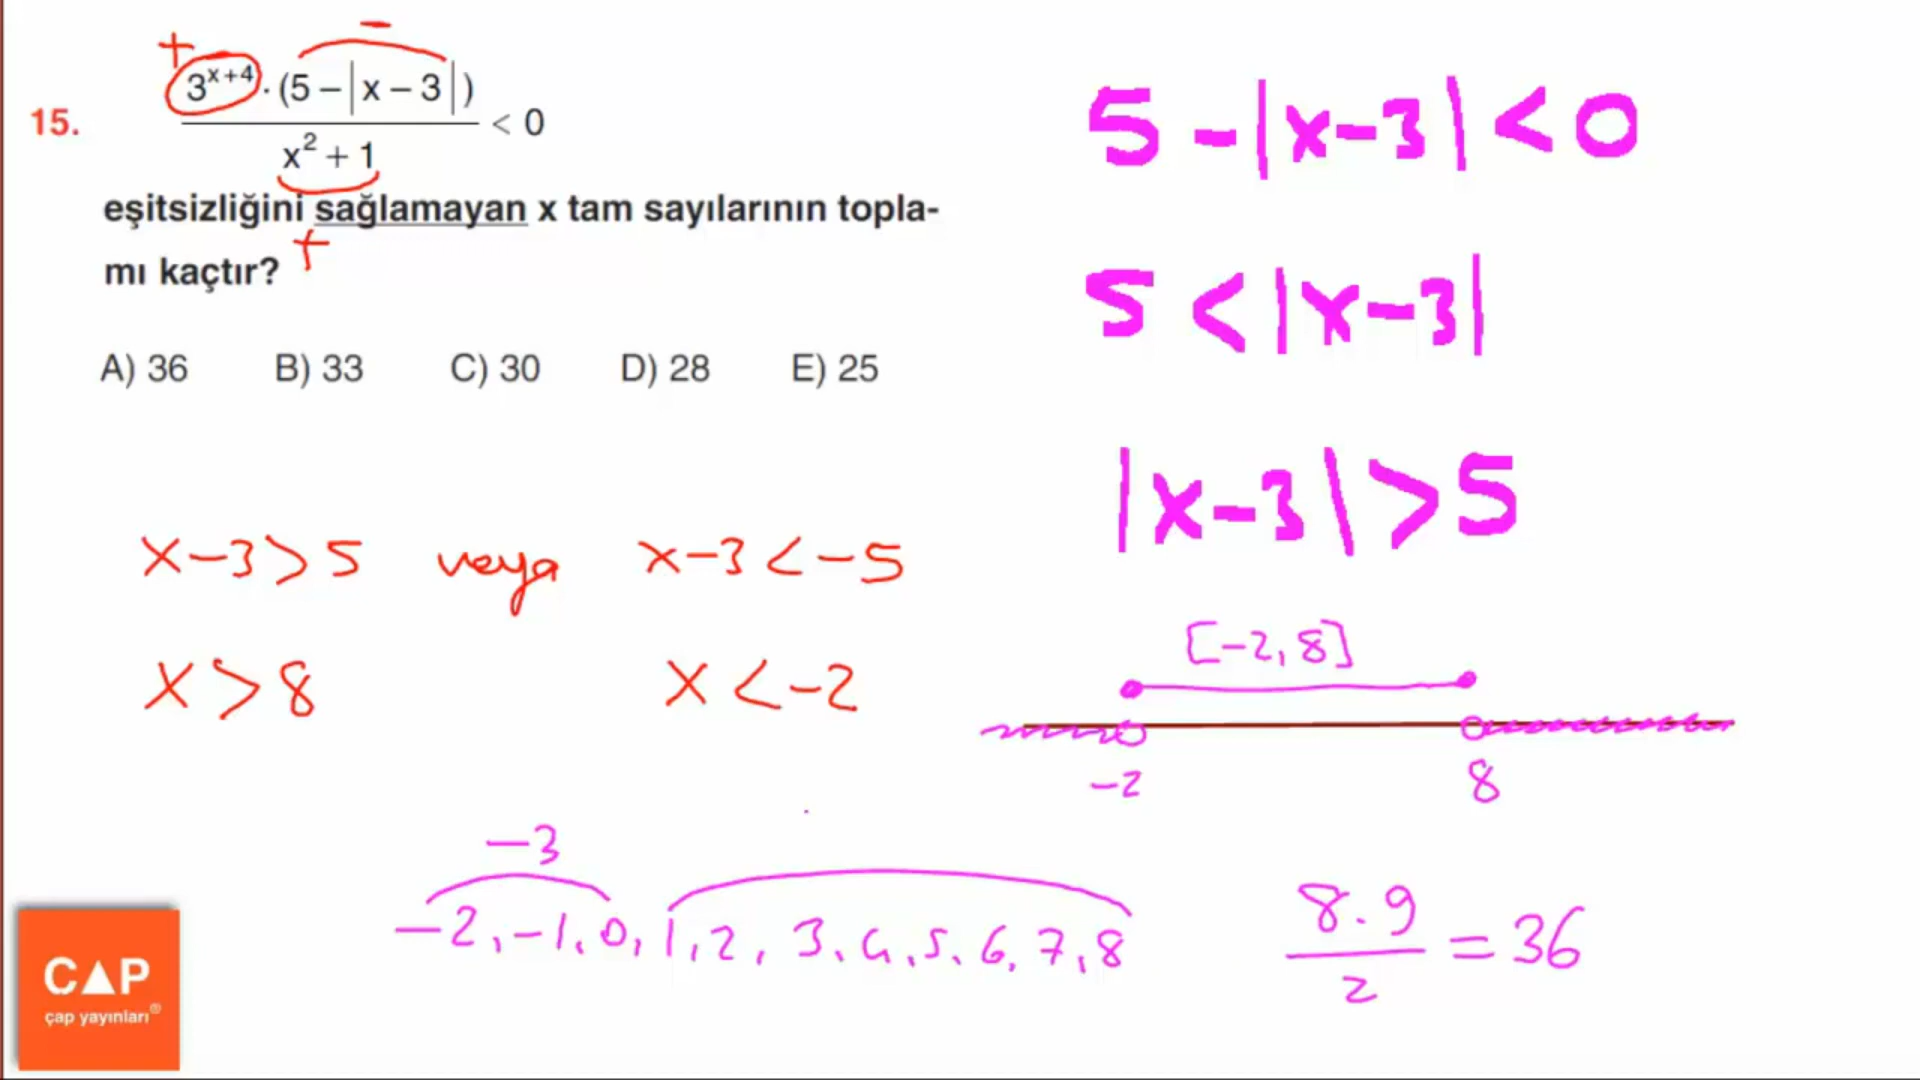 15. 3^{x+4} · (5 – |x – 3|) / x² + 1 < 0
+
–
eşitsizliğini sağlamayan x tam sayılarının topla-
+
mı kaçtır?
A) 36 B) 33 C) 30 D) 28 E) 25
5 – |x – 3| < 0
5 < |x – 3|
|x – 3| > 5
x – 3 > 5 veya x – 3 < – 5
x > 8 x < – 2
[–2, 8]
–2 8
–3
–2, –1, 0, 1, 2, 3, 4, 5, 6, 7, 8
8.9 / 2 = 36
CAP
çap yayınları®